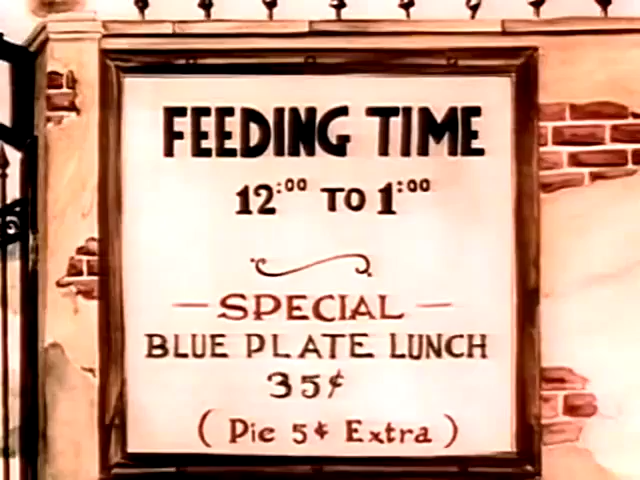 FEEDING TIME
12:00 TO 1:00
— SPECIAL —
BLUE PLATE LUNCH
35¢
( Pie 5¢ Extra )